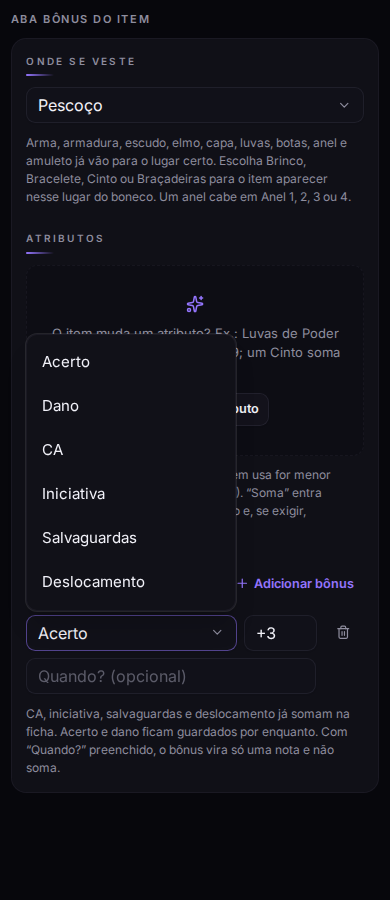 ABA BÔNUS DO ITEM
ONDE SE VESTE
Pescoço
Arma, armadura, escudo, elmo, capa, luvas, botas, anel e
amuleto já vão para o lugar certo. Escolha Brinco,
Bracelete, Cinto ou Braçadeiras para o item aparecer
nesse lugar do boneco. Um anel cabe em Anel 1, 2, 3 ou 4.
ATRIBUTOS
O item muda um atributo? Ex.: Luvas de Poder
9; um Cinto soma
Acerto
Dano
CA
Iniciativa
Salvaguardas
Deslocamento
em usa for menor
). “Soma” entra
o e, se exigir,
+ Adicionar bônus
Acerto
+3
Quando? (opcional)
CA, iniciativa, salvaguardas e deslocamento já somam na
ficha. Acerto e dano ficam guardados por enquanto. Com
“Quando?” preenchido, o bônus vira só uma nota e não
soma.